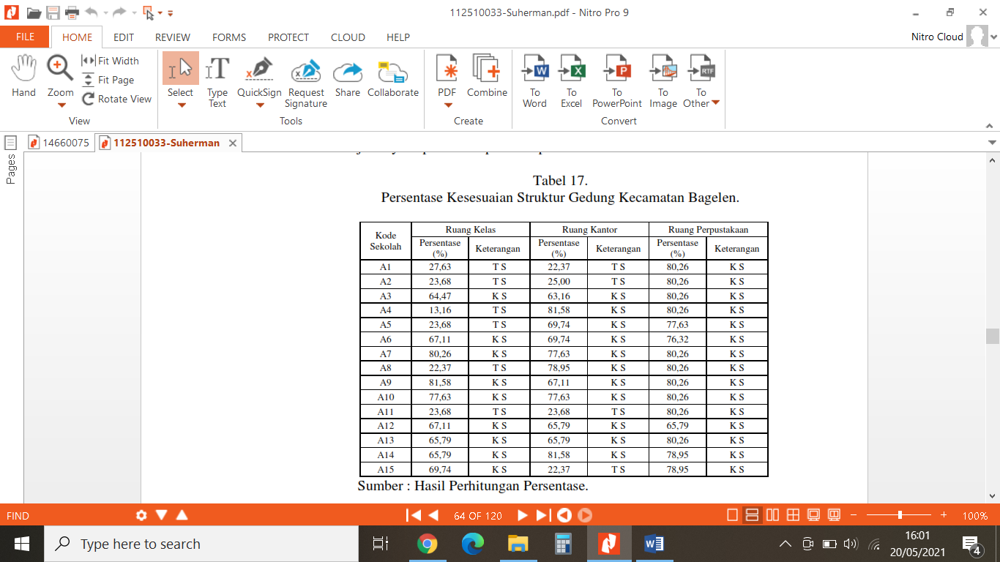 112510033-Suherman.pdf - Nitro Pro 9
FILE HOME EDIT REVIEW FORMS PROTECT CLOUD HELP
Nitro Cloud
Hand
Zoom
Fit Width
Fit Page
Rotate View
View
Select
Type Text
QuickSign
Request Signature
Share
Collaborate
Tools
PDF
Combine
Create
To Word
To Excel
To PowerPoint
To Image
To Other
Convert
14660075
112510033-Suherman
Pages
Tabel 17.
Persentase Kesesuaian Struktur Gedung Kecamatan Bagelen.
Kode Sekolah Ruang Kelas Ruang Kantor Ruang Perpustakaan
Persentase (%) Keterangan Persentase (%) Keterangan Persentase (%) Keterangan
A1 27,63 T S 22,37 T S 80,26 K S
A2 23,68 T S 25,00 T S 80,26 K S
A3 64,47 K S 63,16 K S 80,26 K S
A4 13,16 T S 81,58 K S 80,26 K S
A5 23,68 T S 69,74 K S 77,63 K S
A6 67,11 K S 69,74 K S 76,32 K S
A7 80,26 K S 77,63 K S 80,26 K S
A8 22,37 T S 78,95 K S 80,26 K S
A9 81,58 K S 67,11 K S 80,26 K S
A10 77,63 K S 77,63 K S 80,26 K S
A11 23,68 T S 23,68 T S 80,26 K S
A12 67,11 K S 65,79 K S 65,79 K S
A13 65,79 K S 65,79 K S 80,26 K S
A14 65,79 K S 81,58 K S 78,95 K S
A15 69,74 K S 22,37 T S 78,95 K S
Sumber : Hasil Perhitungan Persentase.
FIND
64 OF 120
100%
Type here to search
16:01
20/05/2021
4